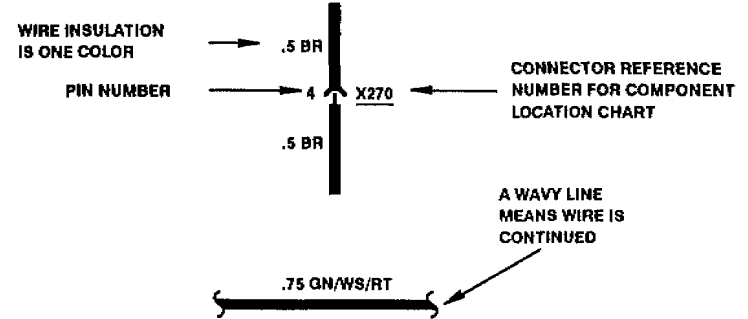 WIRE INSULATION
IS ONE COLOR
.5 BR
PIN NUMBER
4
X270
CONNECTOR REFERENCE
NUMBER FOR COMPONENT
LOCATION CHART
.5 BR
A WAVY LINE
MEANS WIRE IS
CONTINUED
.75 GN/WS/RT